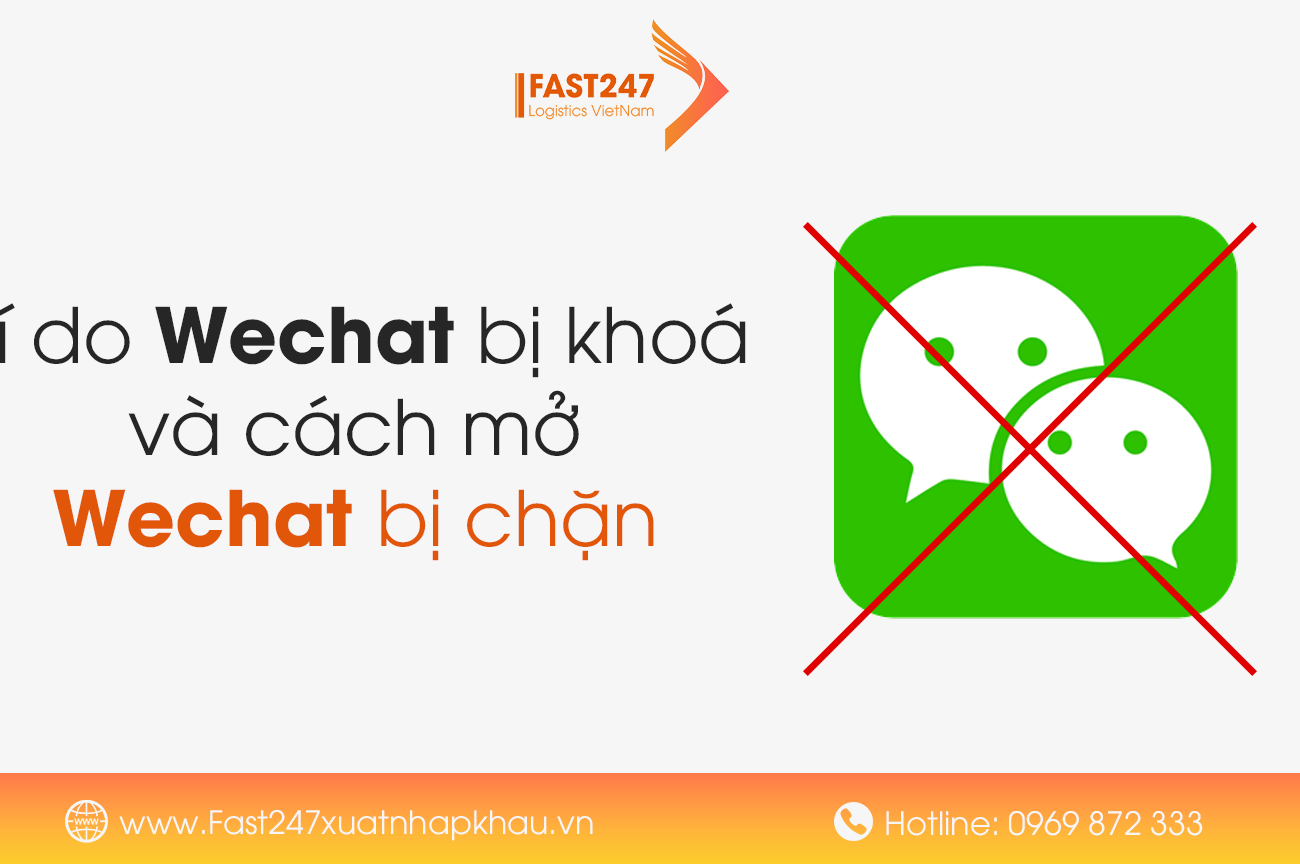 FAST247
Logistics VietNam
í do Wechat bị khoá
và cách mở
Wechat bị chặn
www
www.Fast247xuatnhapkhau.vn
Hotline: 0969 872 333